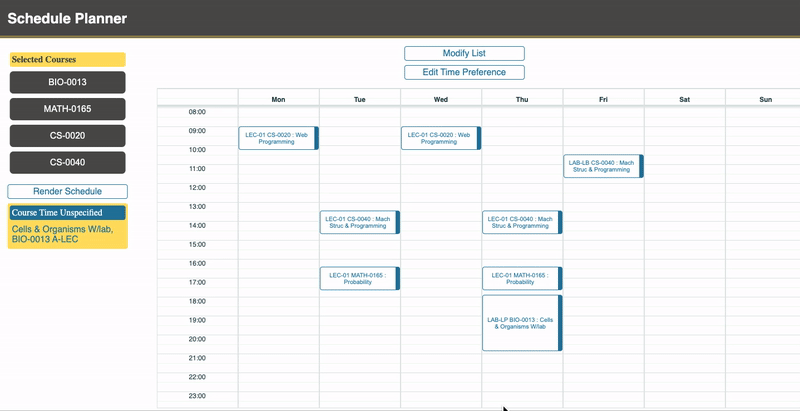 Schedule Planner
Selected Courses
BIO-0013
MATH-0165
CS-0020
CS-0040
Render Schedule
Course Time Unspecified
Cells & Organisms W/lab,
BIO-0013 A-LEC
Modify List
Edit Time Preference
Mon Tue Wed Thu Fri Sat Sun
08:00
09:00
LEC-01 CS-0020 : Web
Programming
LEC-01 CS-0020 : Web
Programming
10:00
11:00
LAB-LB CS-0040 : Mach
Struc & Programming
12:00
13:00
14:00
LEC-01 CS-0040 : Mach
Struc & Programming
LEC-01 CS-0040 : Mach
Struc & Programming
15:00
16:00
17:00
LEC-01 MATH-0165 :
Probability
LEC-01 MATH-0165 :
Probability
18:00
19:00
LAB-LP BIO-0013 : Cells
& Organisms W/lab
20:00
21:00
22:00
23:00